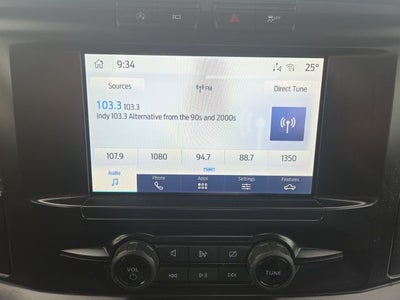 9:34
25°
Sources
FM
Direct Tune
103.3 103.3
Indy 103.3 Alternative from the 90s and 2000s
107.9 1080 94.7 88.7 1350
Audio Phone Apps Settings Features
VOL
TUNE